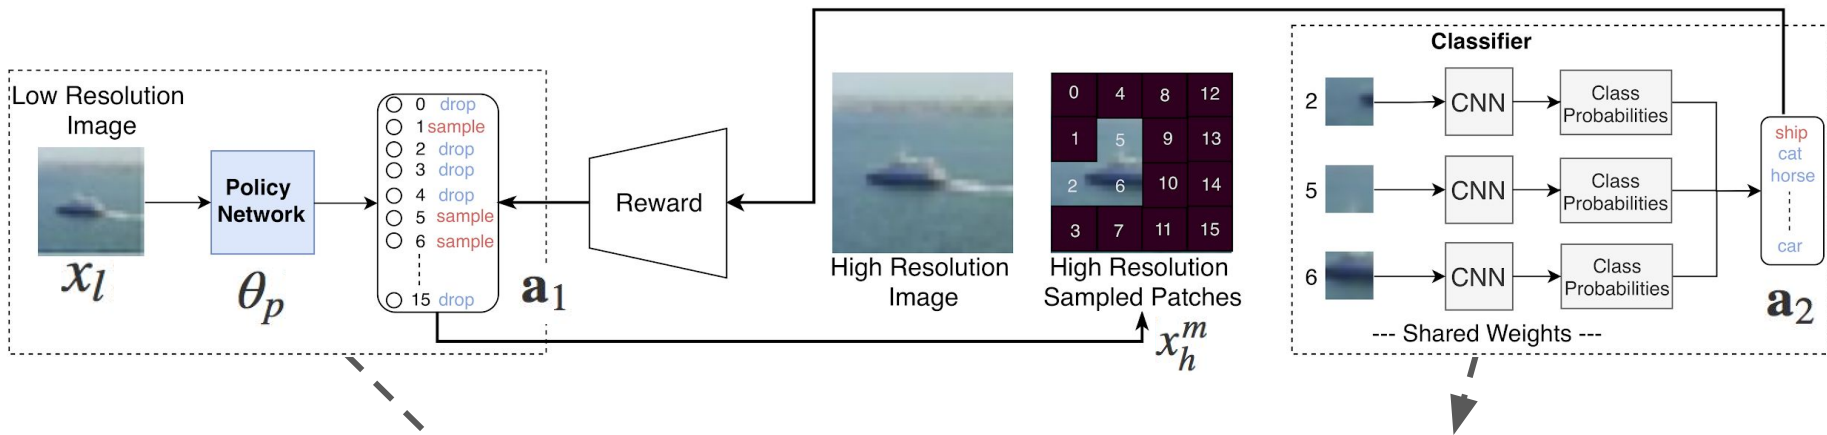 Low Resolution
Image
x_l
Policy
Network
θ_p
0 drop
1 sample
2 drop
3 drop
4 drop
5 sample
6 sample
15 drop
a_1
Reward
High Resolution
Image
0 4 8 12
1 5 9 13
2 6 10 14
3 7 11 15
High Resolution
Sampled Patches
x_h^m
Classifier
2
CNN
Class
Probabilities
5
CNN
Class
Probabilities
6
CNN
Class
Probabilities
--- Shared Weights ---
ship
cat
horse
car
a_2